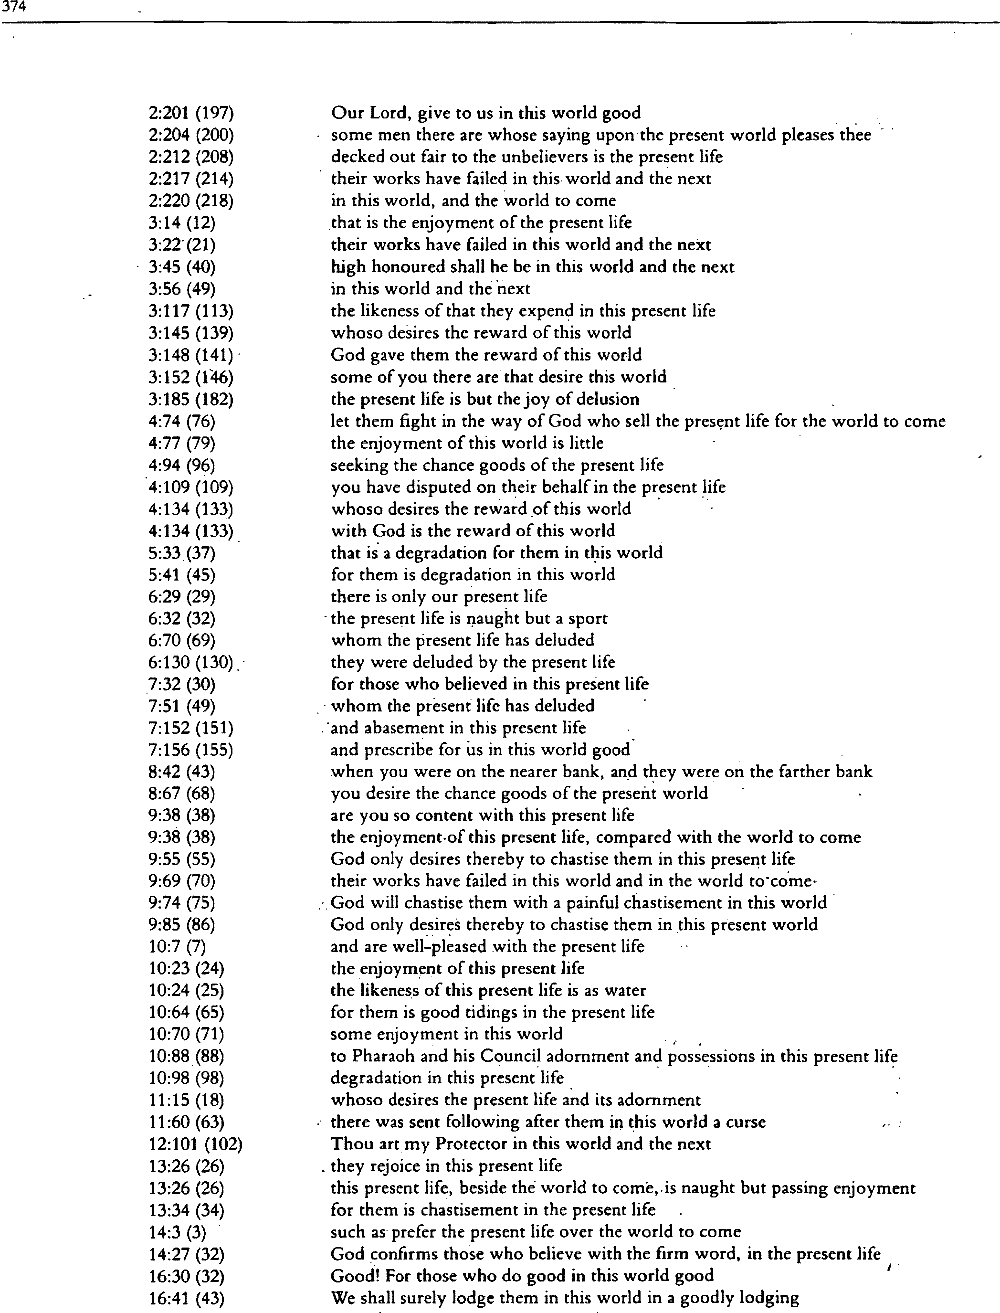 374
2:201 (197) Our Lord, give to us in this world good
2:204 (200) some men there are whose saying upon the present world pleases thee
2:212 (208) decked out fair to the unbelievers is the present life
2:217 (214) their works have failed in this world and the next
2:220 (218) in this world, and the world to come
3:14 (12) that is the enjoyment of the present life
3:22 (21) their works have failed in this world and the next
3:45 (40) high honoured shall he be in this world and the next
3:56 (49) in this world and the next
3:117 (113) the likeness of that they expend in this present life
3:145 (139) whoso desires the reward of this world
3:148 (141) God gave them the reward of this world
3:152 (146) some of you there are that desire this world
3:185 (182) the present life is but the joy of delusion
4:74 (76) let them fight in the way of God who sell the present life for the world to come
4:77 (79) the enjoyment of this world is little
4:94 (96) seeking the chance goods of the present life
4:109 (109) you have disputed on their behalf in the present life
4:134 (133) whoso desires the reward of this world
4:134 (133) with God is the reward of this world
5:33 (37) that is a degradation for them in this world
5:41 (45) for them is degradation in this world
6:29 (29) there is only our present life
6:32 (32) the present life is naught but a sport
6:70 (69) whom the present life has deluded
6:130 (130) they were deluded by the present life
7:32 (30) for those who believed in this present life
7:51 (49) whom the present life has deluded
7:152 (151) and abasement in this present life
7:156 (155) and prescribe for us in this world good
8:42 (43) when you were on the nearer bank, and they were on the farther bank
8:67 (68) you desire the chance goods of the present world
9:38 (38) are you so content with this present life
9:38 (38) the enjoyment of this present life, compared with the world to come
9:55 (55) God only desires thereby to chastise them in this present life
9:69 (70) their works have failed in this world and in the world to come
9:74 (75) God will chastise them with a painful chastisement in this world
9:85 (86) God only desires thereby to chastise them in this present world
10:7 (7) and are well-pleased with the present life
10:23 (24) the enjoyment of this present life
10:24 (25) the likeness of this present life is as water
10:64 (65) for them is good tidings in the present life
10:70 (71) some enjoyment in this world
10:88 (88) to Pharaoh and his Council adornment and possessions in this present life
10:98 (98) degradation in this present life
11:15 (18) whoso desires the present life and its adornment
11:60 (63) there was sent following after them in this world a curse
12:101 (102) Thou art my Protector in this world and the next
13:26 (26) they rejoice in this present life
13:26 (26) this present life, beside the world to come, is naught but passing enjoyment
13:34 (34) for them is chastisement in the present life
14:3 (3) such as prefer the present life over the world to come
14:27 (32) God confirms those who believe with the firm word, in the present life
16:30 (32) Good! For those who do good in this world good
16:41 (43) We shall surely lodge them in this world in a goodly lodging